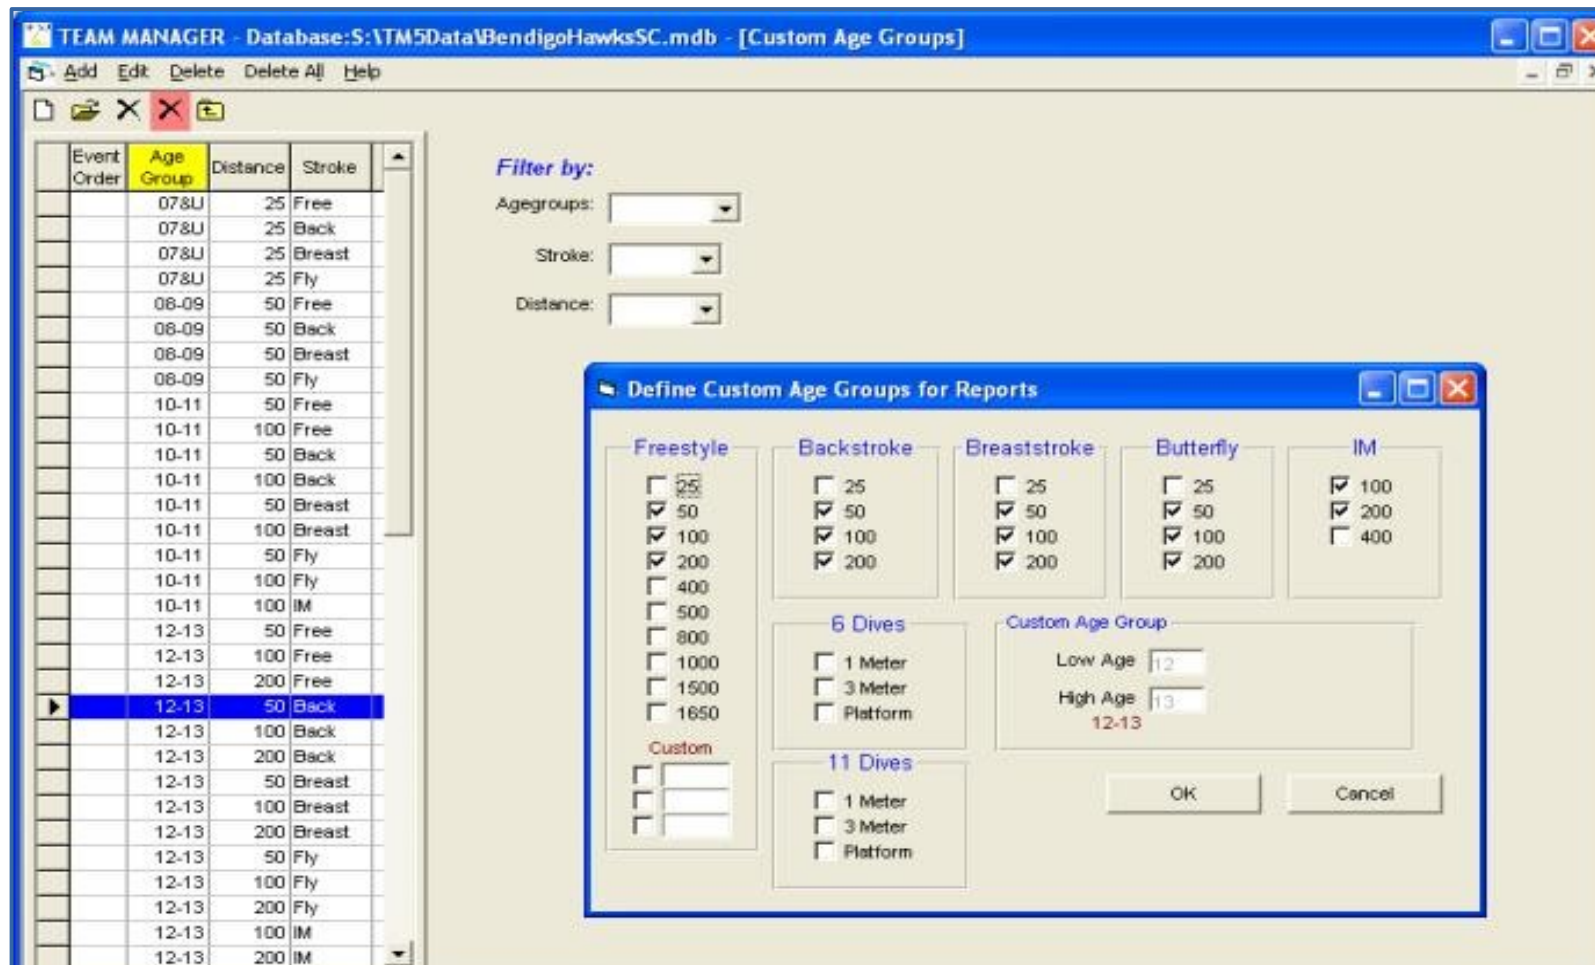 TEAM MANAGER - Database:S:\TM5Data\BendigoHawksSC.mdb - [Custom Age Groups]
Add Edit Delete Delete All Help
Event Order Age Group Distance Stroke
07&U 25 Free
07&U 25 Back
07&U 25 Breast
07&U 25 Fly
08-09 50 Free
08-09 50 Back
08-09 50 Breast
08-09 50 Fly
10-11 50 Free
10-11 100 Free
10-11 50 Back
10-11 100 Back
10-11 50 Breast
10-11 100 Breast
10-11 50 Fly
10-11 100 Fly
10-11 100 IM
12-13 50 Free
12-13 100 Free
12-13 200 Free
12-13 50 Back
12-13 100 Back
12-13 200 Back
12-13 50 Breast
12-13 100 Breast
12-13 200 Breast
12-13 50 Fly
12-13 100 Fly
12-13 200 Fly
12-13 100 IM
12-13 200 IM
Filter by:
Agegroups:
Stroke:
Distance:
Define Custom Age Groups for Reports
Freestyle
25
50
100
200
400
500
800
1000
1500
1650
Custom
Backstroke
25
50
100
200
Breaststroke
25
50
100
200
Butterfly
25
50
100
200
IM
100
200
400
6 Dives
1 Meter
3 Meter
Platform
11 Dives
1 Meter
3 Meter
Platform
Custom Age Group
Low Age 12
High Age 13
12-13
OK Cancel